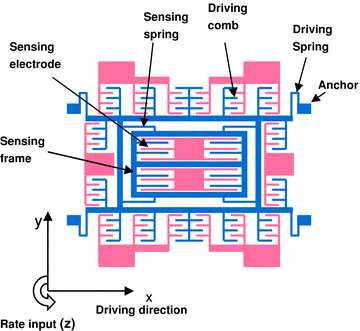 Sensing
spring
Driving
comb
Driving
Spring
Sensing
electrode
Anchor
Sensing
frame
y
x
Driving direction
Rate input (z)